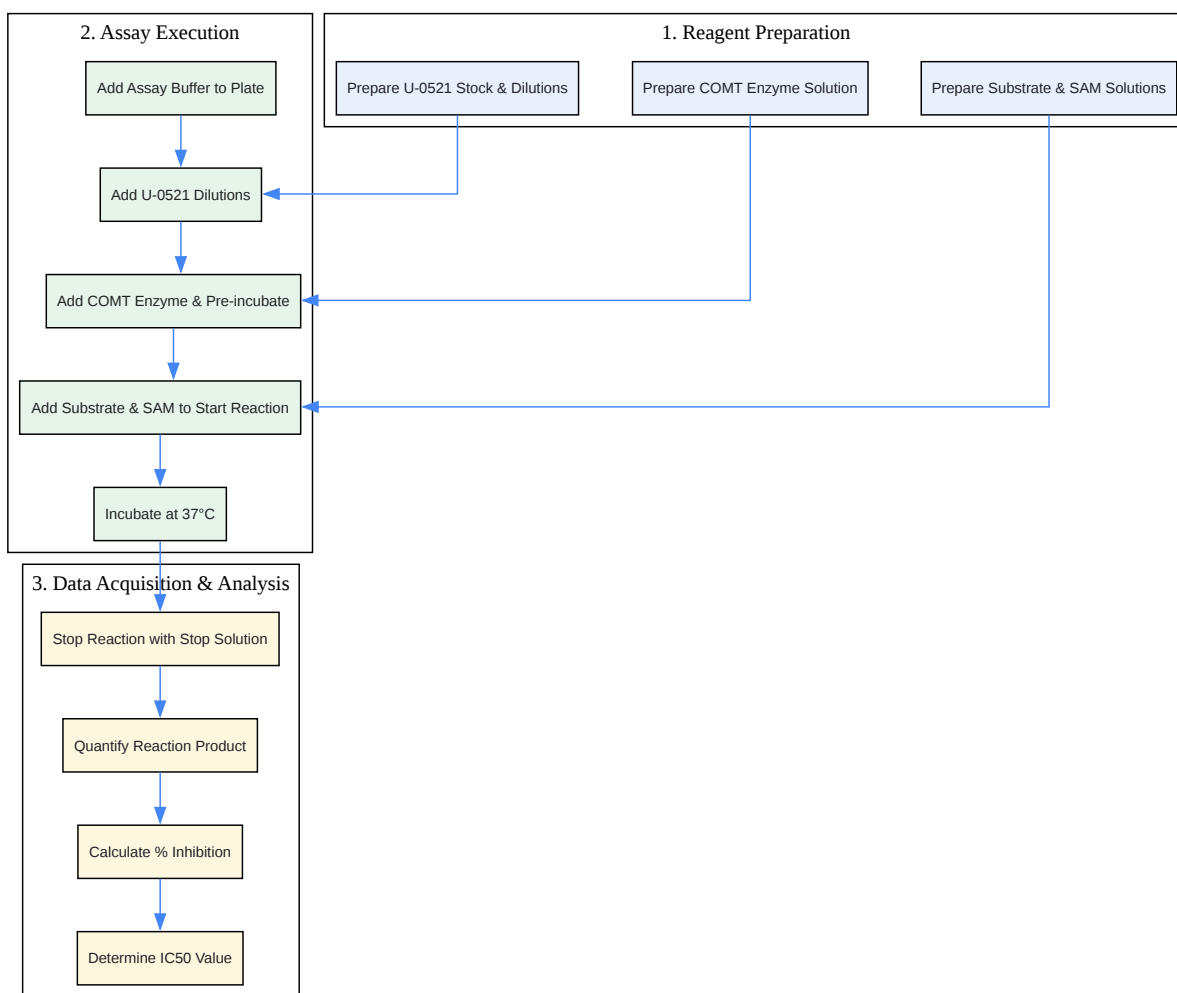 1. Reagent Preparation
Prepare U-0521 Stock & Dilutions
Prepare COMT Enzyme Solution
Prepare Substrate & SAM Solutions
2. Assay Execution
Add Assay Buffer to Plate
Add U-0521 Dilutions
Add COMT Enzyme & Pre-incubate
Add Substrate & SAM to Start Reaction
Incubate at 37°C
3. Data Acquisition & Analysis
Stop Reaction with Stop Solution
Quantify Reaction Product
Calculate % Inhibition
Determine IC50 Value